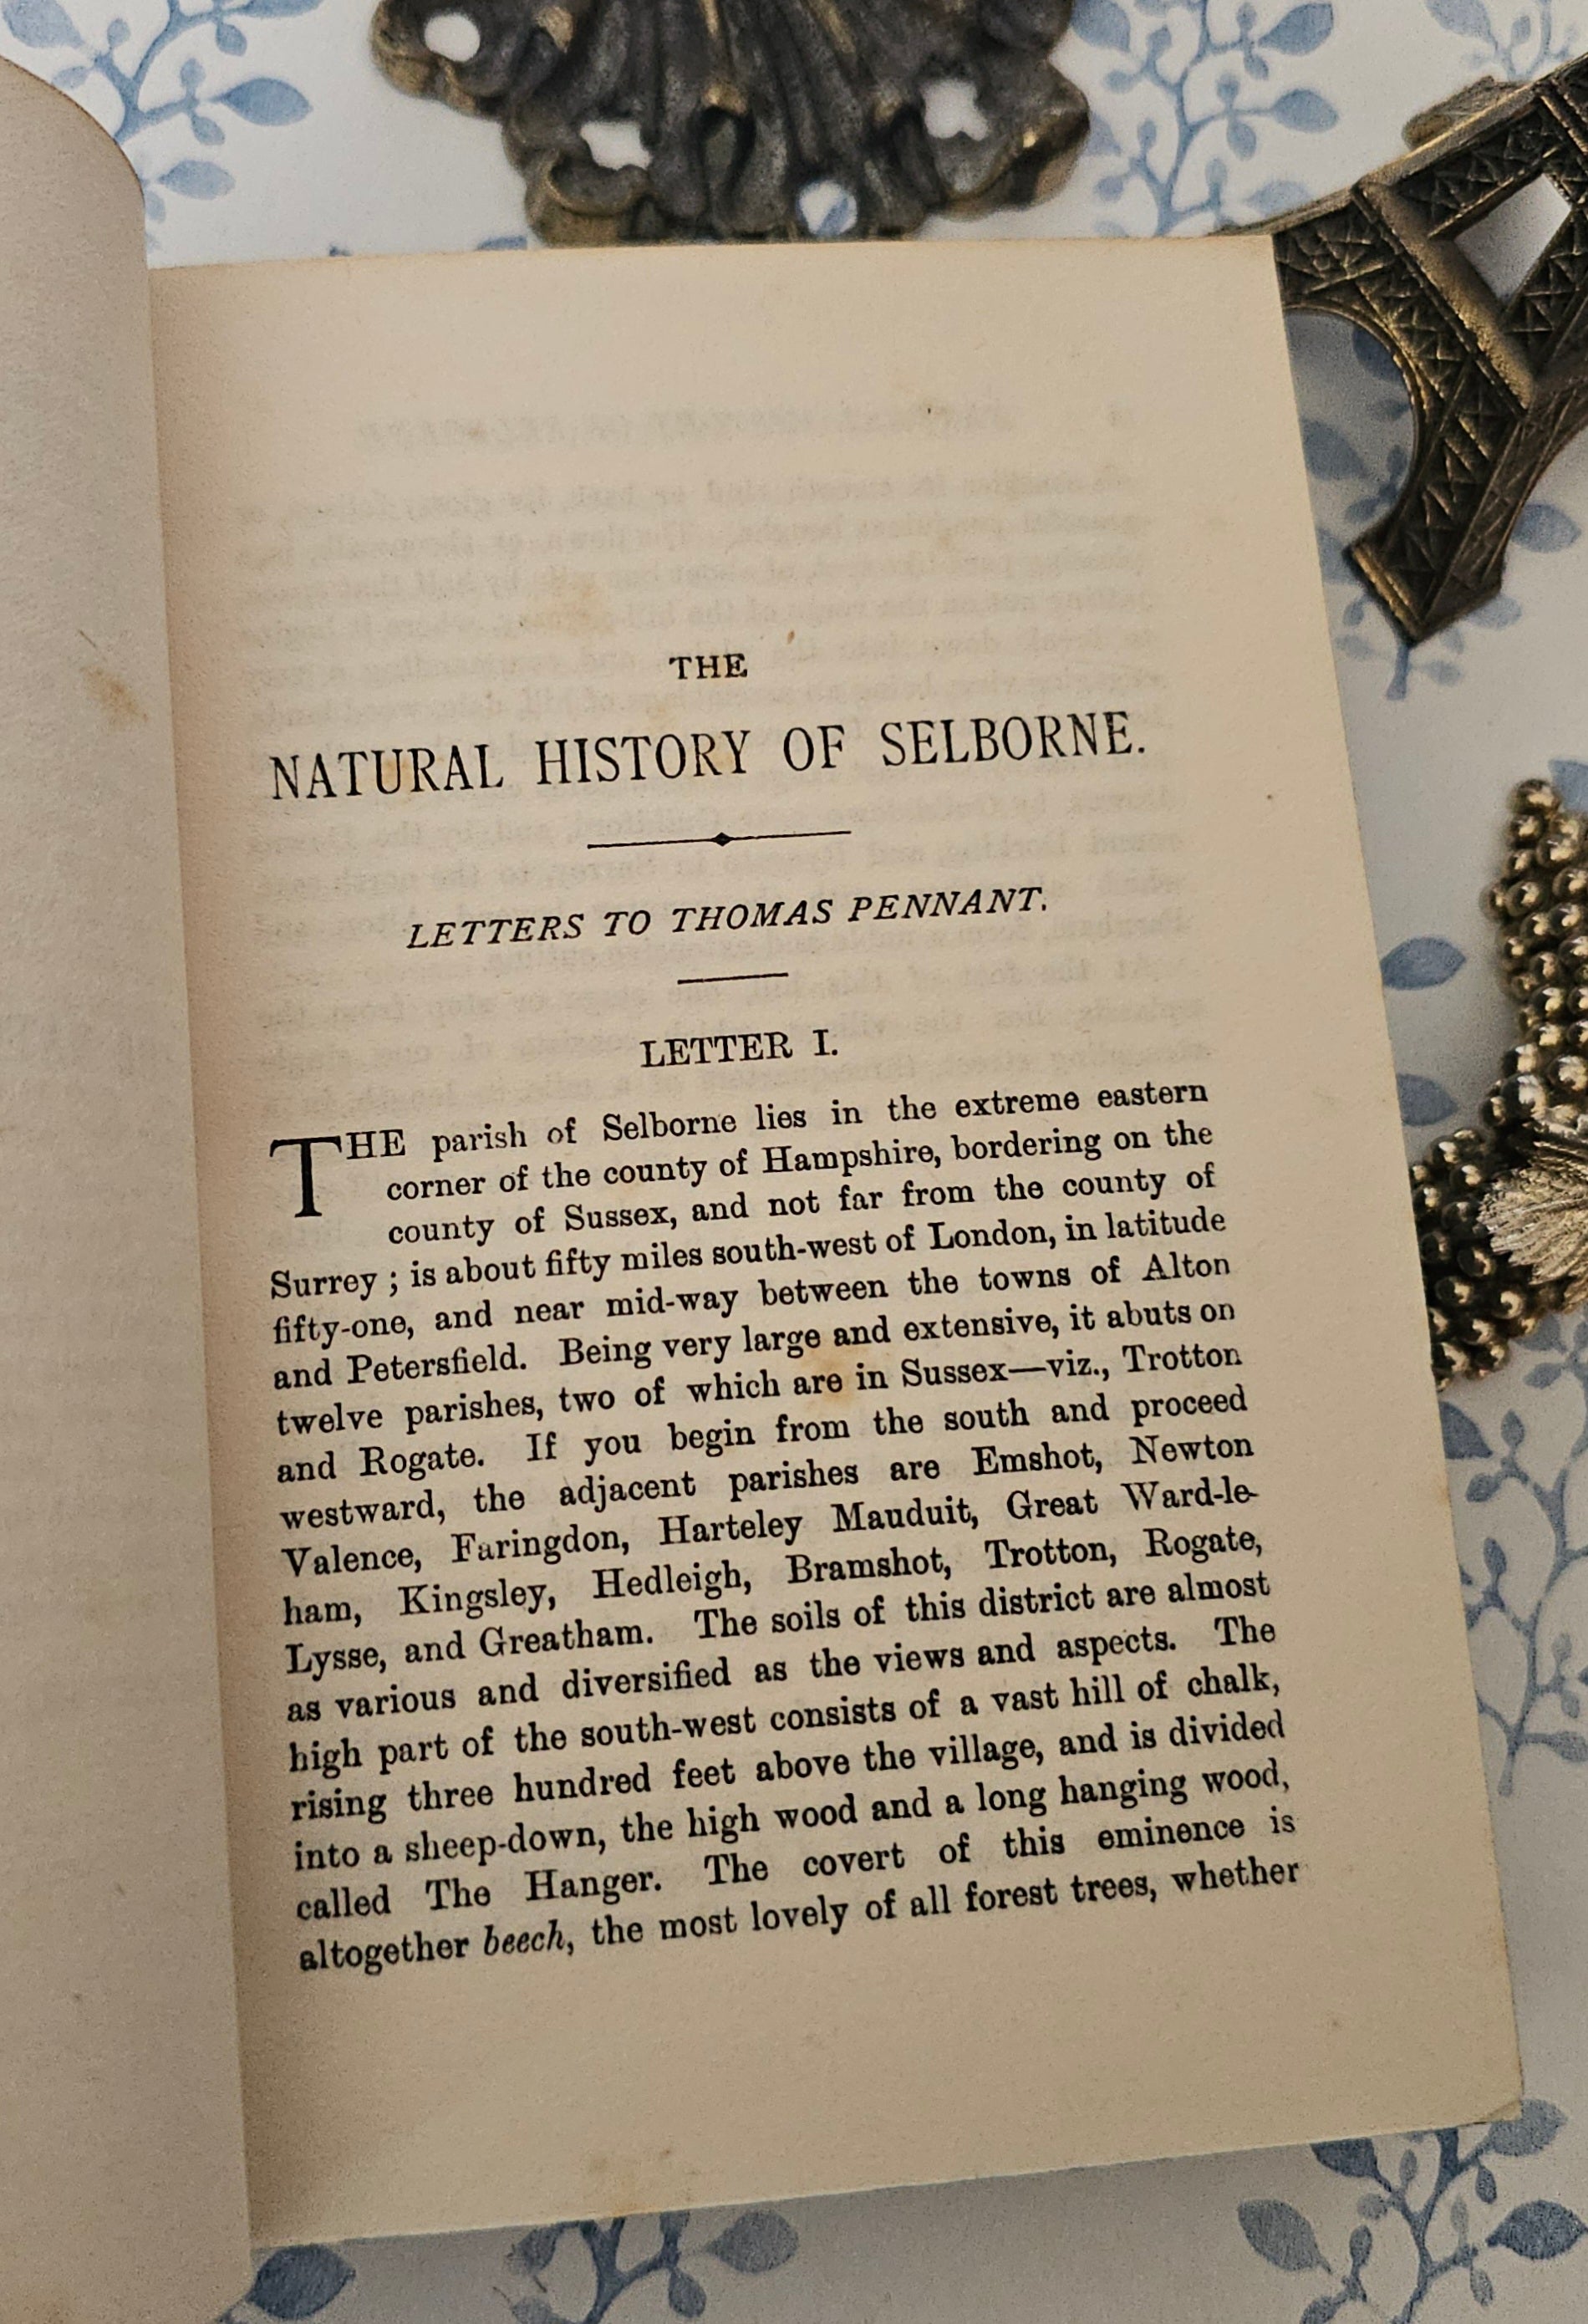 THE
NATURAL HISTORY OF SELBORNE.
LETTERS TO THOMAS PENNANT.
LETTER I.
THE parish of Selborne lies in the extreme eastern
corner of the county of Hampshire, bordering on the
county of Sussex, and not far from the county of
Surrey ; is about fifty miles south-west of London, in latitude
fifty-one, and near mid-way between the towns of Alton
and Petersfield. Being very large and extensive, it abuts on
twelve parishes, two of which are in Sussex—viz., Trotton
and Rogate. If you begin from the south and proceed
westward, the adjacent parishes are Emshot, Newton
Valence, Faringdon, Harteley Mauduit, Great Ward-le-
ham, Kingsley, Hedleigh, Bramshot, Trotton, Rogate,
Lysse, and Greatham. The soils of this district are almost
as various and diversified as the views and aspects. The
high part of the south-west consists of a vast hill of chalk,
rising three hundred feet above the village, and is divided
into a sheep-down, the high wood and a long hanging wood,
called The Hanger. The covert of this eminence is
altogether beech, the most lovely of all forest trees, whether